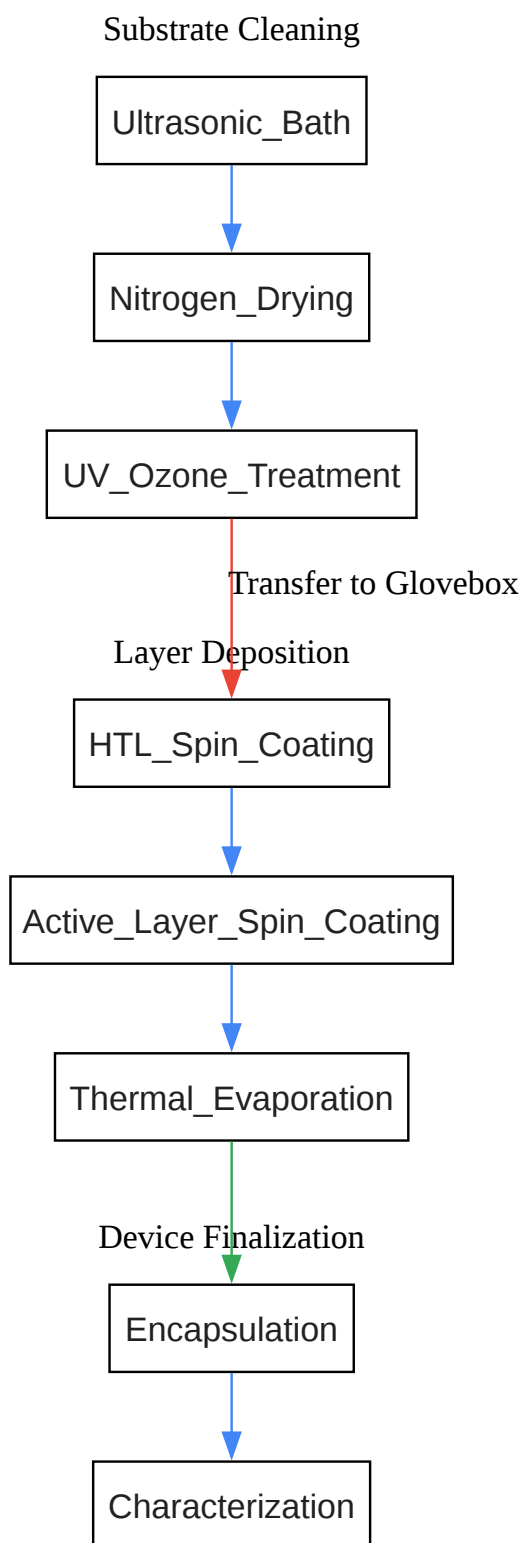 Substrate Cleaning
Ultrasonic_Bath
Nitrogen_Drying
UV_Ozone_Treatment
Transfer to Glovebox
Layer Deposition
HTL_Spin_Coating
Active_Layer_Spin_Coating
Thermal_Evaporation
Device Finalization
Encapsulation
Characterization